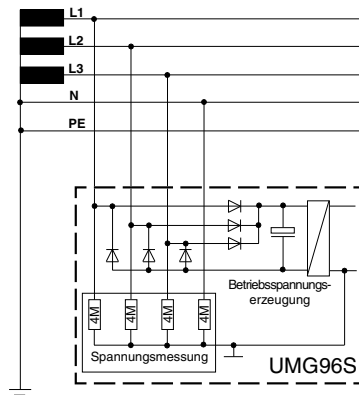 L1
L2
L3
N
PE
Betriebsspannungs-
erzeugung
4M
4M
4M
4M
Spannungsmessung
UMG96S